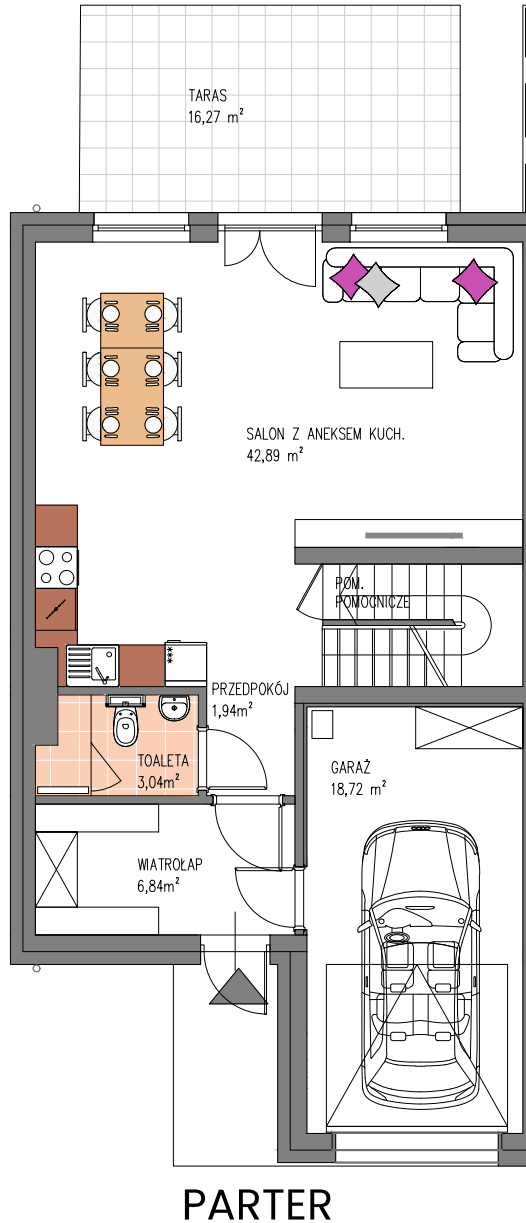 TARAS
16,27 m²
SALON Z ANEKSEM KUCH.
42,89 m²
POM.
POMOCNICZE
PRZEDPOKÓJ
1,94m²
TOALETA
3,04m²
GARAŻ
18,72 m²
WIATROŁAP
6,84m²
PARTER